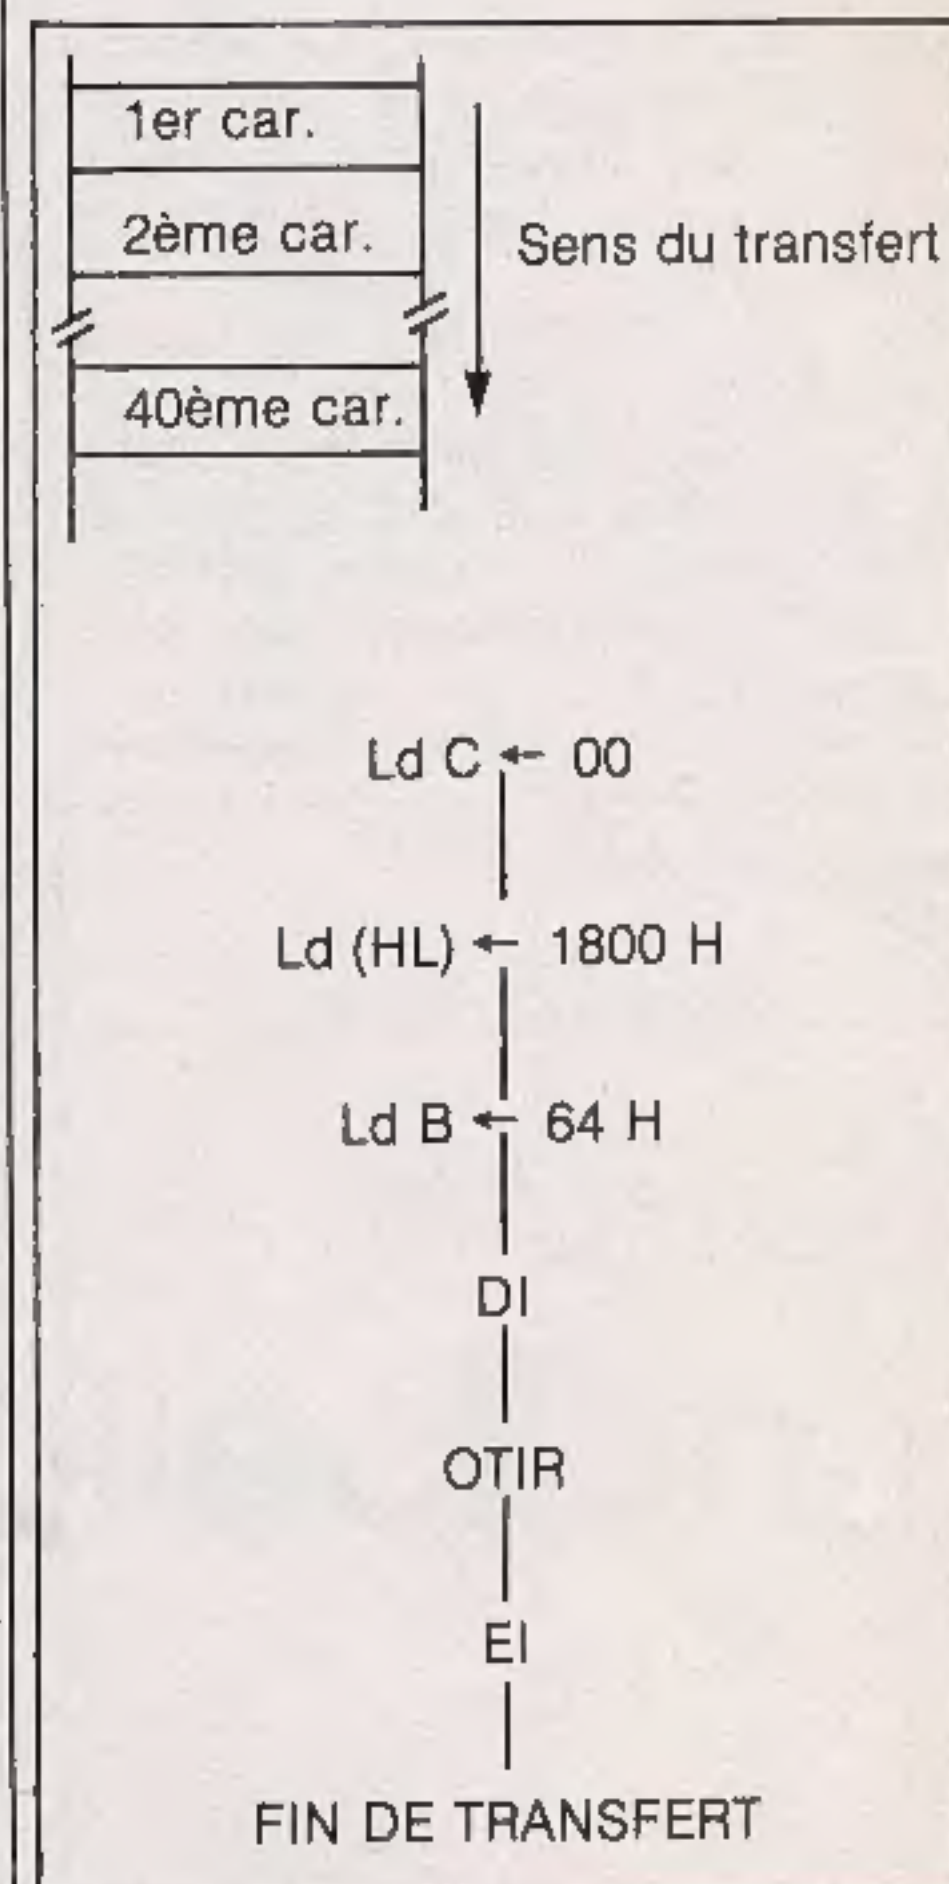 1er car.
2ème car.
Sens du transfert
40ème car.
Ld C ← 00
Ld (HL) ← 1800 H
Ld B ← 64 H
DI
OTIR
EI
FIN DE TRANSFERT